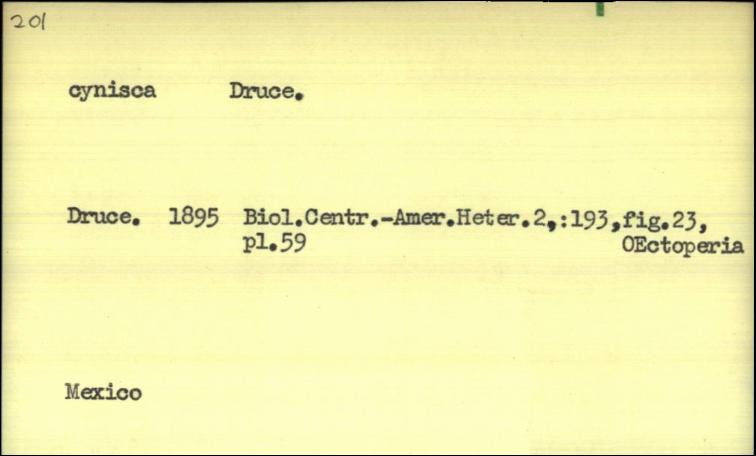 201
cynisca Druce.
Druce. 1895 Biol.Centr.-Amer.Heter.2,:193,fig.23,
pl.59 OEctoperia
Mexico